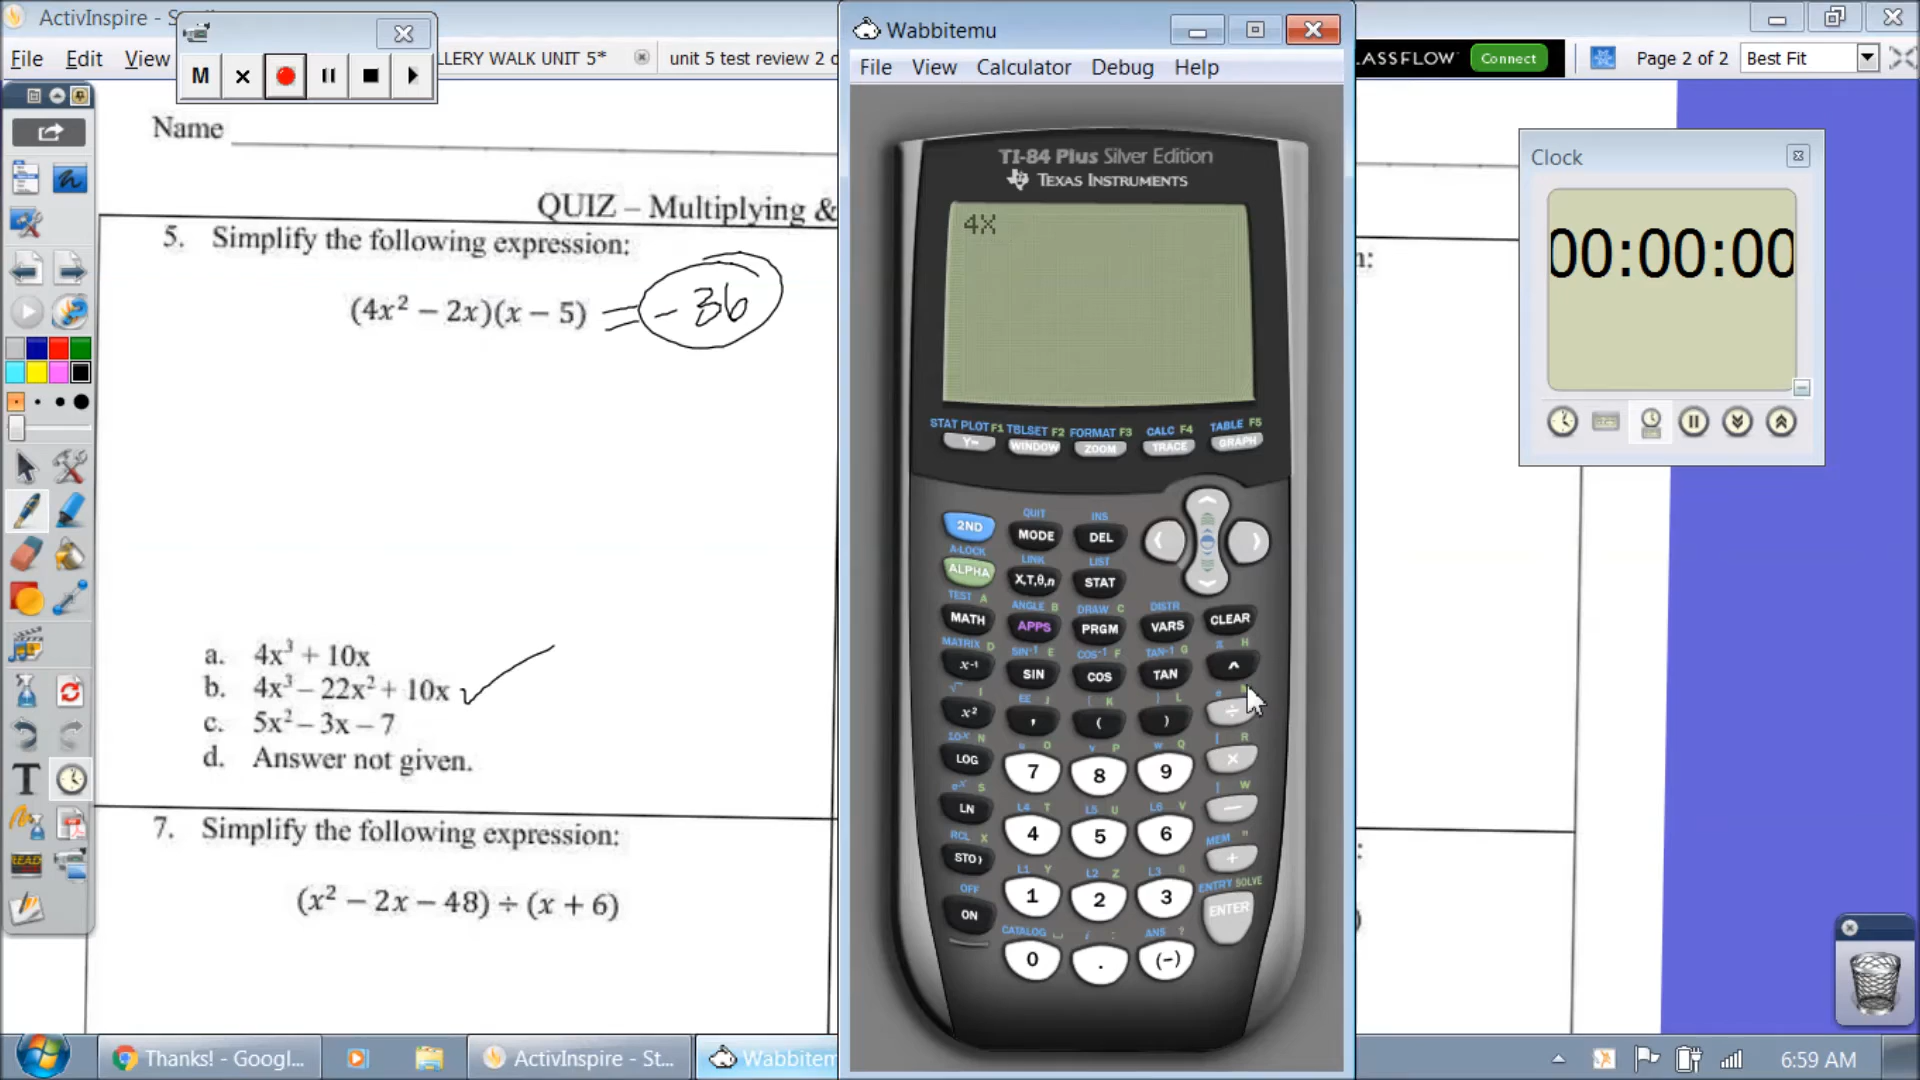 ActivInspire - S
File Edit View
M
LLERY WALK UNIT 5*
unit 5 test review 2 d
Wabbitemu
File View Calculator Debug Help
ASSFLOW
Connect
Page 2 of 2
Best Fit
Name
QUIZ – Multiplying &
5. Simplify the following expression:
(4x² − 2x)(x − 5) = −36
a. 4x³ + 10x
b. 4x³ – 22x² + 10x ✓
c. 5x² – 3x – 7
d. Answer not given.
7. Simplify the following expression:
(x² − 2x − 48) ÷ (x + 6)
n:
Clock
00:00:00
TI-84 Plus Silver Edition
TEXAS INSTRUMENTS
4X
STAT PLOT F1 TBLSET F2 FORMAT F3 CALC F4 TABLE F5
Y= WINDOW ZOOM TRACE GRAPH
QUIT INS
2ND MODE DEL
A-LOCK LINK LIST
ALPHA X,T,θ,n STAT
TEST A ANGLE B DRAW C DISTR
MATH APPS PRGM VARS CLEAR
MATRIX D SIN⁻¹ E COS⁻¹ F TAN⁻¹ G π H
x⁻¹ SIN COS TAN ^
√ I EE J { K } L e
x² , ( ) ÷
10ˣ N u O v P w Q [ R
LOG 7 8 9 ×
eˣ S L4 T L5 U L6 V ] W
LN 4 5 6 −
RCL X L1 Y L2 Z L3 θ MEM "
STO› 1 2 3 +
OFF ENTRY SOLVE
ON ENTER
CATALOG i : ANS ?
0 . (-)
T
Thanks! - Googl...
ActivInspire - St...
Wabbitem
6:59 AM